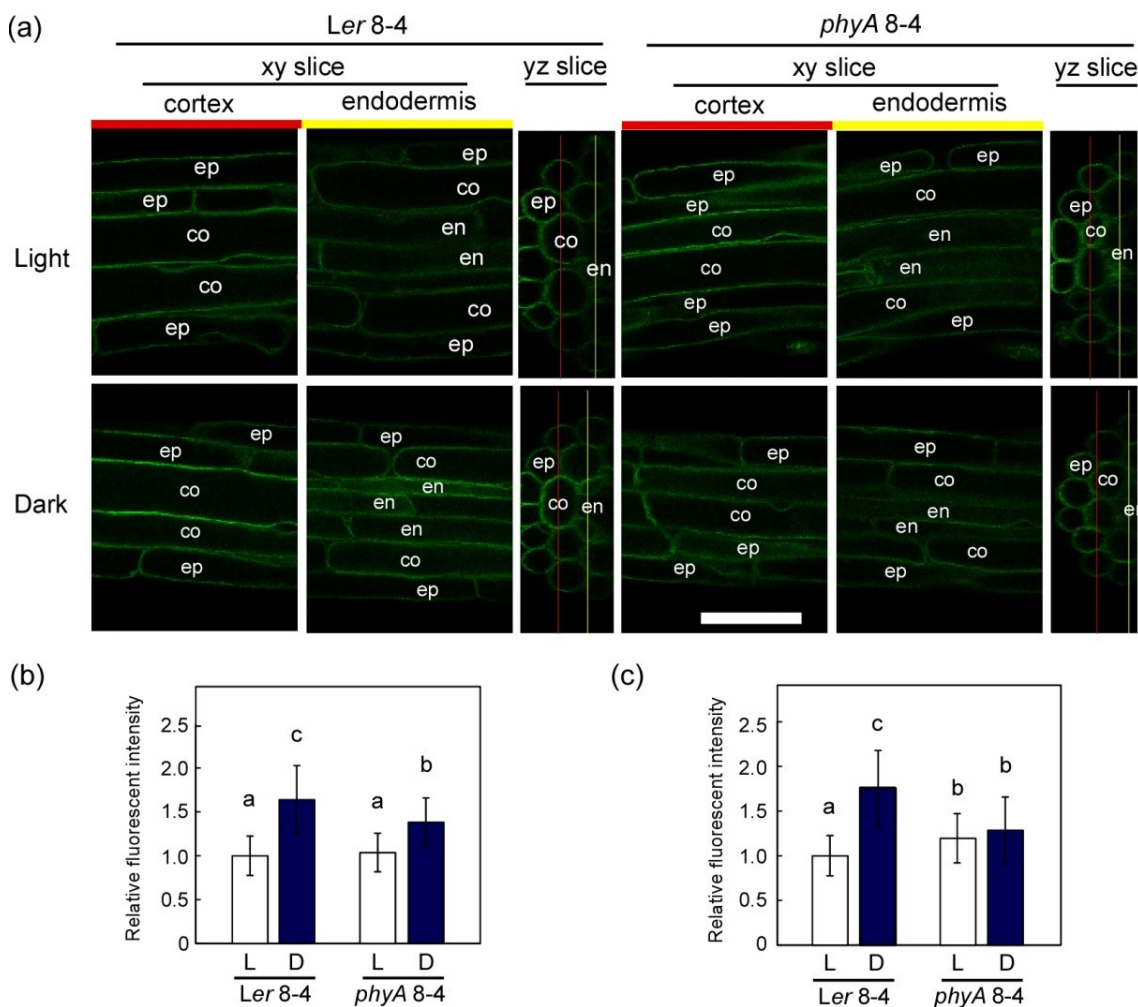 (a)
Ler 8-4 phyA 8-4
xy slice yz slice xy slice yz slice
cortex endodermis cortex endodermis
Light
ep ep ep ep ep
ep co ep ep co ep
co en co co en co
co en en co en en
ep co ep co
ep ep ep
Dark
ep ep ep ep ep ep
ep co co co
co en co en co en co en
co en ep en
ep co ep co
ep ep
(b)
Relative fluorescent intensity
2.5
2.0
1.5
1.0
0.5
0
a c a b
L D L D
Ler 8-4 phyA 8-4
(c)
Relative fluorescent intensity
2.5
2.0
1.5
1.0
0.5
0
a c b b
L D L D
Ler 8-4 phyA 8-4